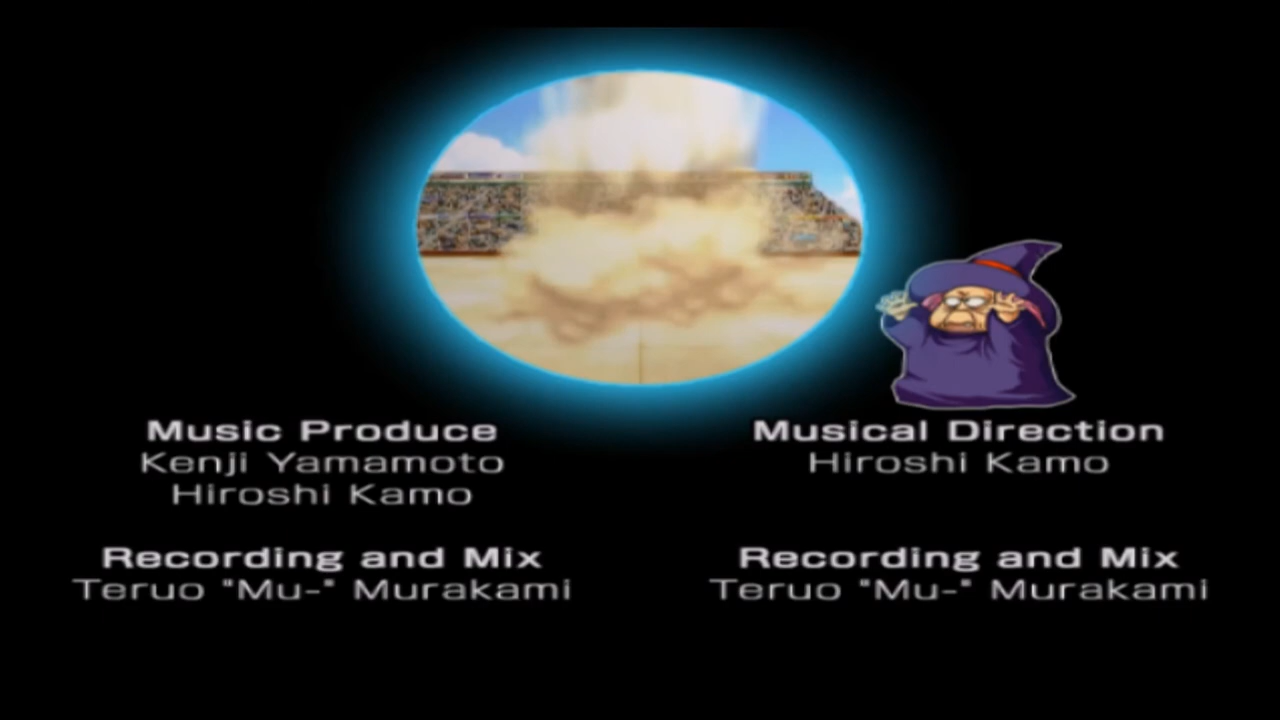 Music Produce
Kenji Yamamoto
Hiroshi Kamo
Recording and Mix
Teruo "Mu-" Murakami
Musical Direction
Hiroshi Kamo
Recording and Mix
Teruo "Mu-" Murakami